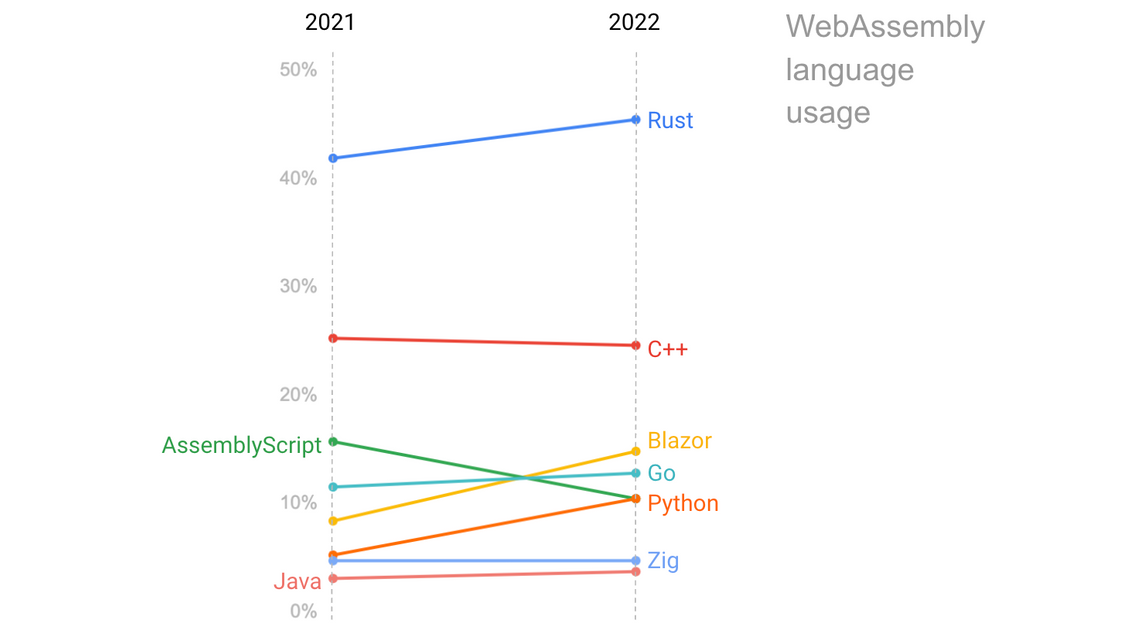 2021
2022
WebAssembly
language
usage
50%
Rust
40%
30%
C++
20%
AssemblyScript
Blazor
Go
10%
Python
Zig
Java
0%